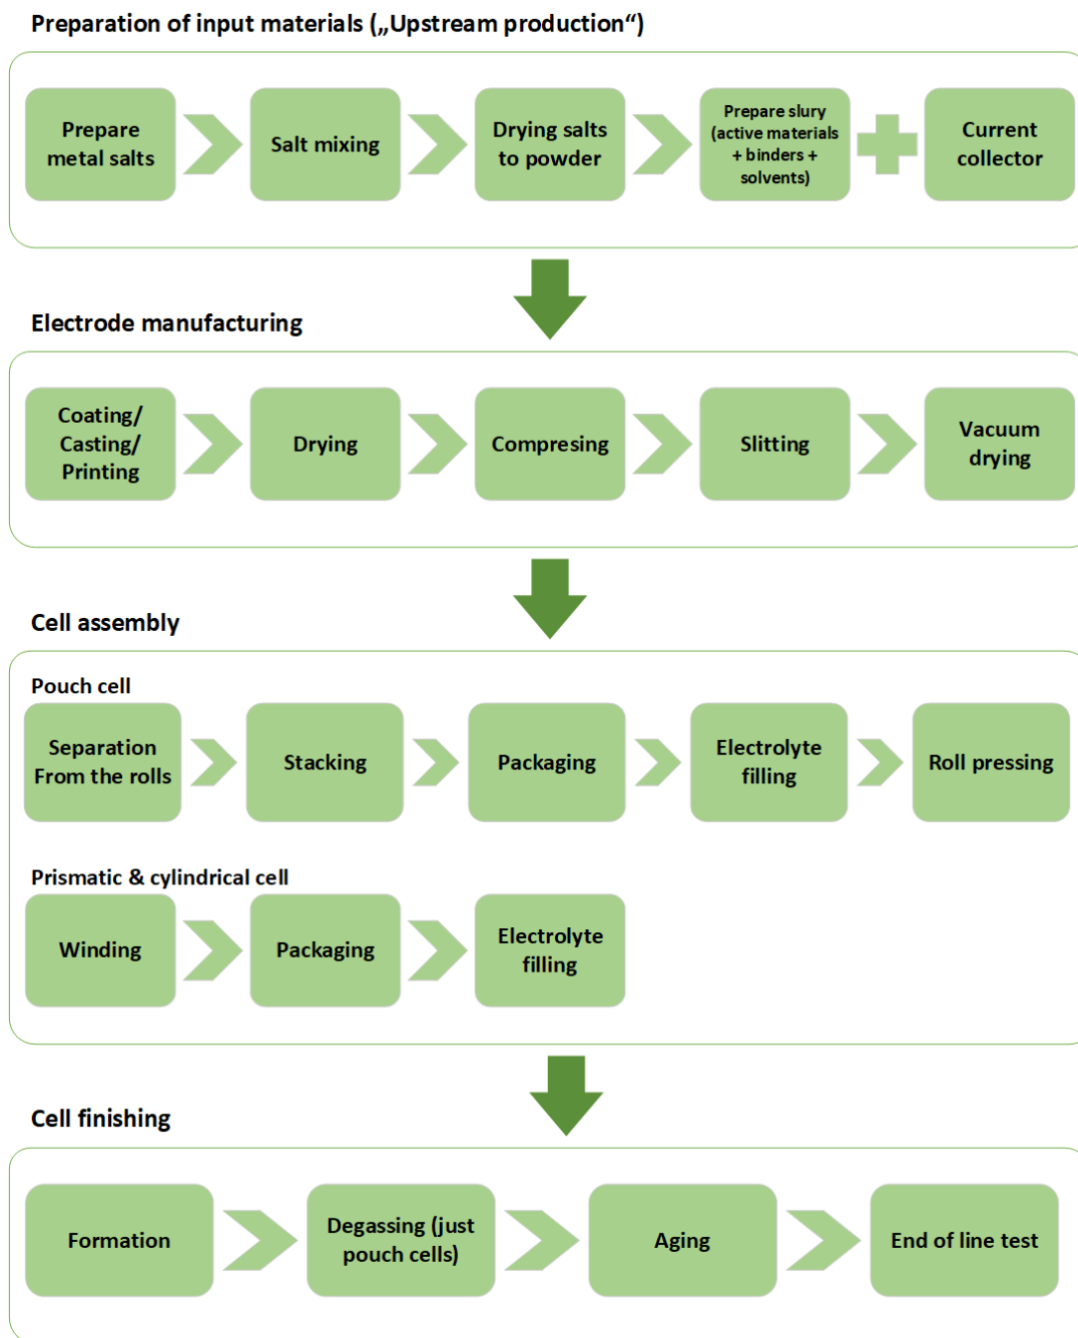 Preparation of input materials („Upstream production“)
Prepare
metal salts
Salt mixing
Drying salts
to powder
Prepare slury
(active materials
+ binders +
solvents)
Current
collector
Electrode manufacturing
Coating/
Casting/
Printing
Drying
Compresing
Slitting
Vacuum
drying
Cell assembly
Pouch cell
Separation
From the rolls
Stacking
Packaging
Electrolyte
filling
Roll pressing
Prismatic & cylindrical cell
Winding
Packaging
Electrolyte
filling
Cell finishing
Formation
Degassing (just
pouch cells)
Aging
End of line test